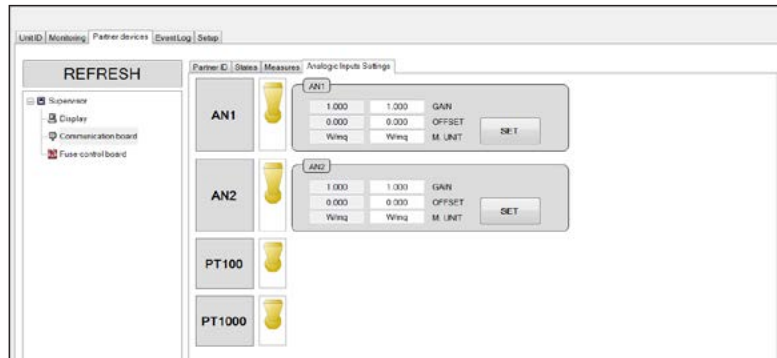 Unit ID Monitoring Partner devices Event Log Setup
REFRESH
Supervisor
Display
Communication board
Fuse control board
Partner ID States Measures Analogic Inputs Settings
AN1
AN1
1.000 1.000 GAIN
0.000 0.000 OFFSET
W/mq W/mq M. UNIT
SET
AN2
AN2
1.000 1.000 GAIN
0.000 0.000 OFFSET
W/mq W/mq M. UNIT
SET
PT100
PT1000